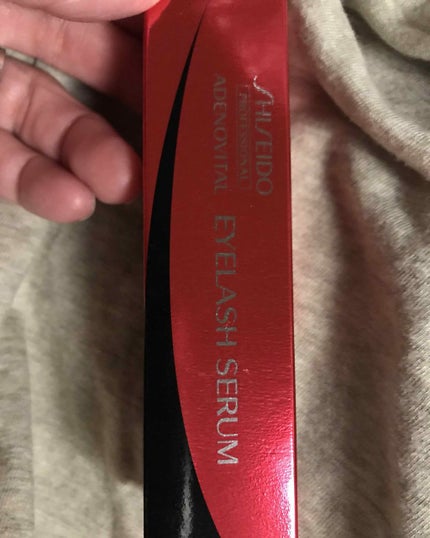 SHISEIDO
PROFESSIONAL
ADENOVITAL EYELASH SERUM